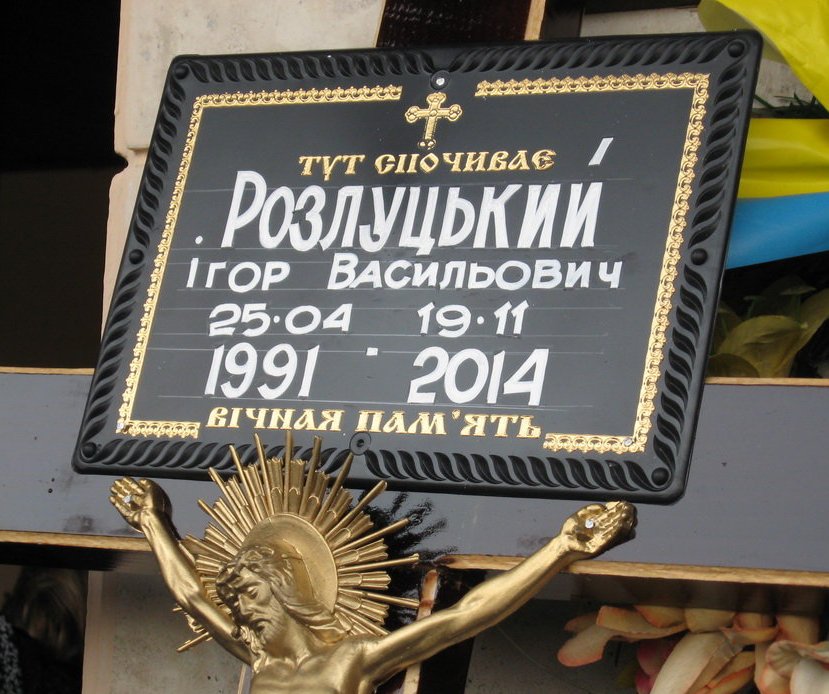 ТУТ СПОЧИВАЄ
РОЗЛУЦЬКИЙ
ІГОР ВАСИЛЬОВИЧ
25.04 19.11
1991 - 2014
ВІЧНАЯ ПАМ'ЯТЬ